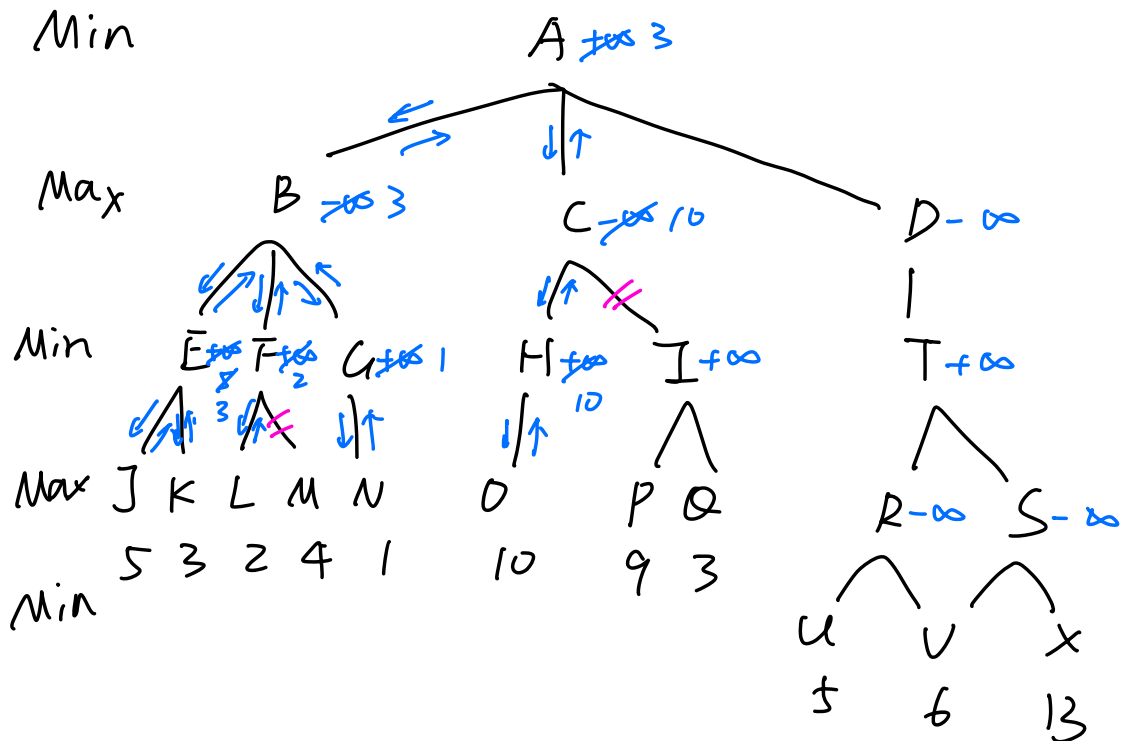 Min A +∞ 3
Max B -∞ 3 C -∞ 10 D -∞
Min E +∞ F +∞ G +∞ 1 H +∞ I +∞ T +∞
5 3 2 10
Max J K L M N O P Q R -∞ S -∞
5 3 2 4 1 10 9 3
Min U V X
5 6 13